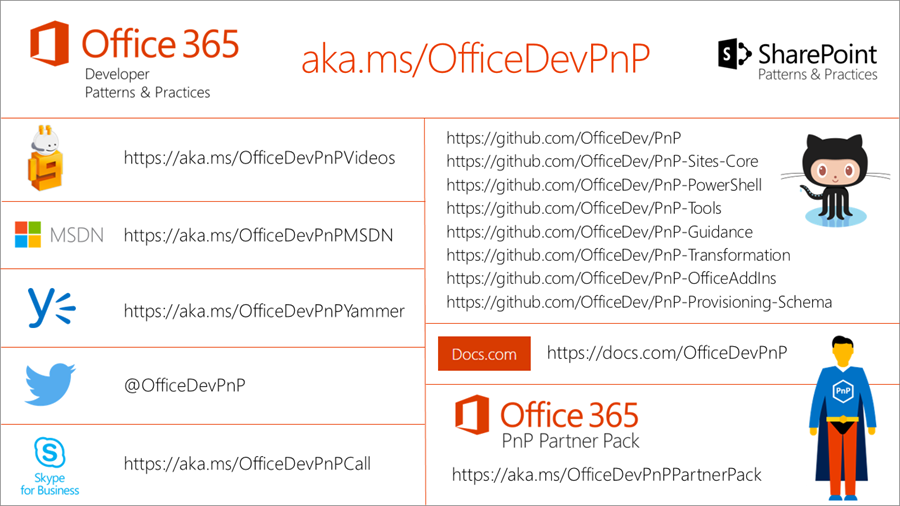 Office 365
Developer
Patterns & Practices
aka.ms/OfficeDevPnP
S
SharePoint
Patterns & Practices
9
https://aka.ms/OfficeDevPnPVideos
MSDN
https://aka.ms/OfficeDevPnPMSDN
https://aka.ms/OfficeDevPnPYammer
@OfficeDevPnP
S
Skype
for Business
https://aka.ms/OfficeDevPnPCall
https://github.com/OfficeDev/PnP
https://github.com/OfficeDev/PnP-Sites-Core
https://github.com/OfficeDev/PnP-PowerShell
https://github.com/OfficeDev/PnP-Tools
https://github.com/OfficeDev/PnP-Guidance
https://github.com/OfficeDev/PnP-Transformation
https://github.com/OfficeDev/PnP-OfficeAddIns
https://github.com/OfficeDev/PnP-Provisioning-Schema
Docs.com
https://docs.com/OfficeDevPnP
PnP
Office 365
PnP Partner Pack
https://aka.ms/OfficeDevPnPPartnerPack